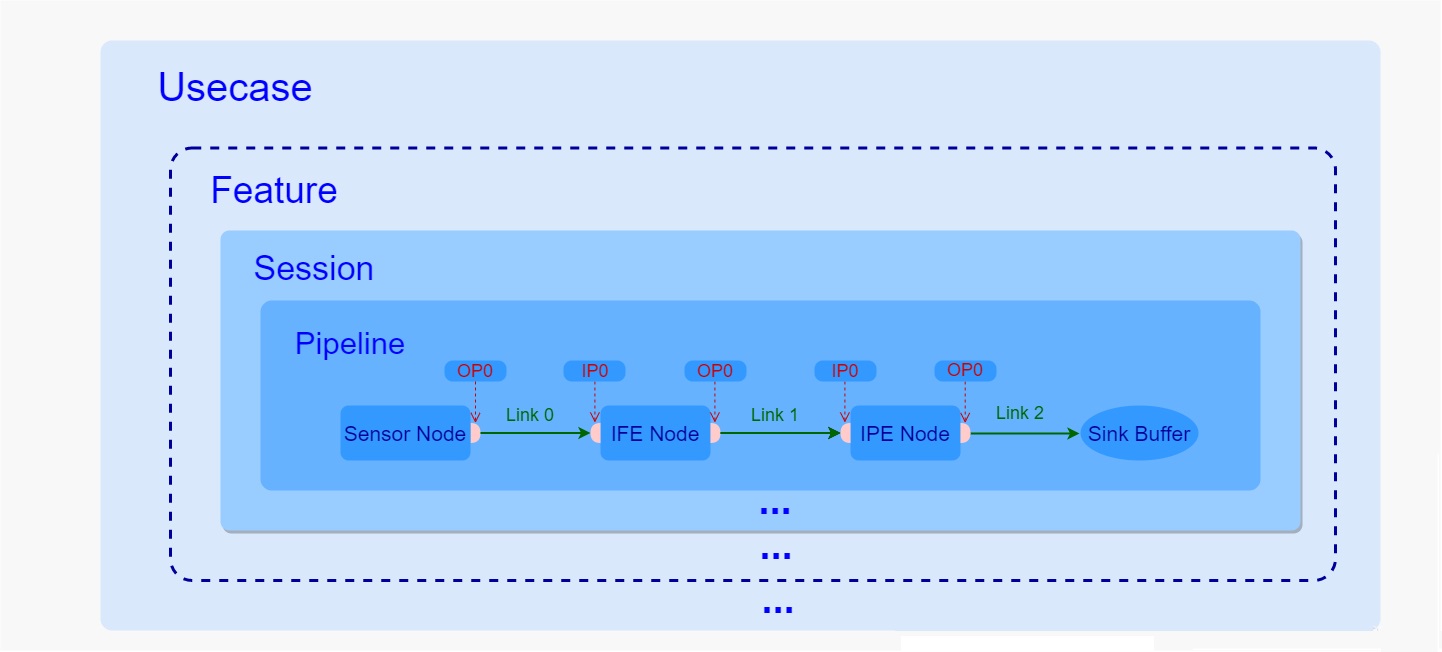 Usecase
Feature
Session
Pipeline
OP0 IP0 OP0 IP0 OP0
Link 0 Link 1 Link 2
Sensor Node IFE Node IPE Node Sink Buffer
...
...
...